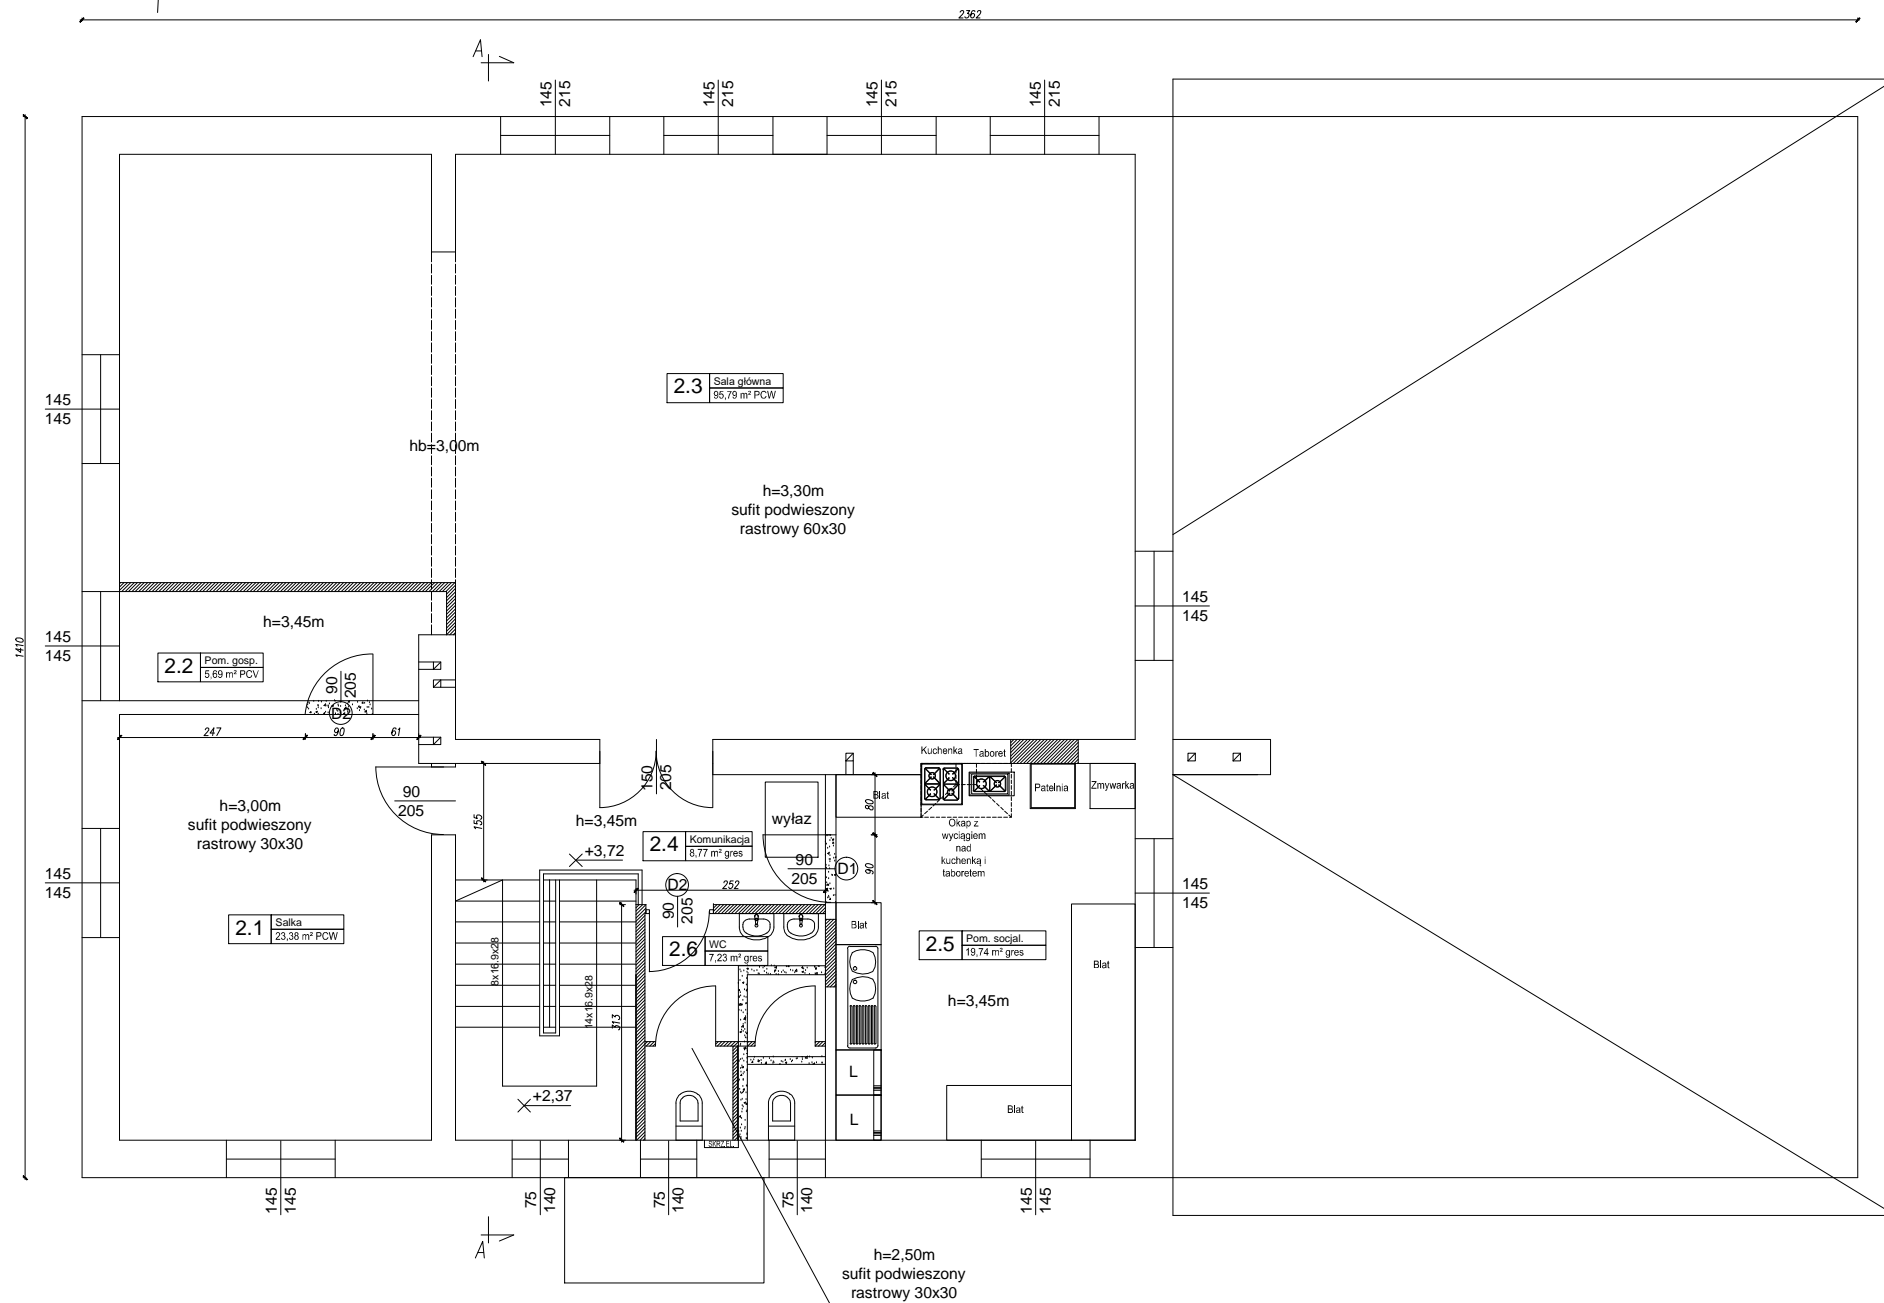 2362
A
145
215
145
215
145
215
145
215
1410
2.3
Sala główna
95,79 m² PCW
145
145
hb=3,00m
h=3,30m
sufit podwieszony
rastrowy 60x30
145
145
h=3,45m
145
145
2.2
Pom. gosp.
5,69 m² PCV
90
205
D2
247
90
61
150
205
Kuchenka
Taboret
Patelnia
Zmywarka
Blat
80
90
205
h=3,00m
sufit podwieszony
rastrowy 30x30
155
h=3,45m
wyłaz
2.4
Komunikacja
8,77 m² gres
Okap z
wyciągiem
nad
kuchenką i
taboretem
+3,72
90
205
D1
90
145
145
145
145
D2
252
90
205
2.1
Salka
23,38 m² PCW
2.6
WC
7,23 m² gres
Blat
2.5
Pom. socjal.
19,74 m² gres
Blat
8x16.9x28
14x16.9x28
313
h=3,45m
L
L
Blat
+2,37
SKRZ.EL.
145
145
75
140
75
140
75
140
145
145
A
h=2,50m
sufit podwieszony
rastrowy 30x30